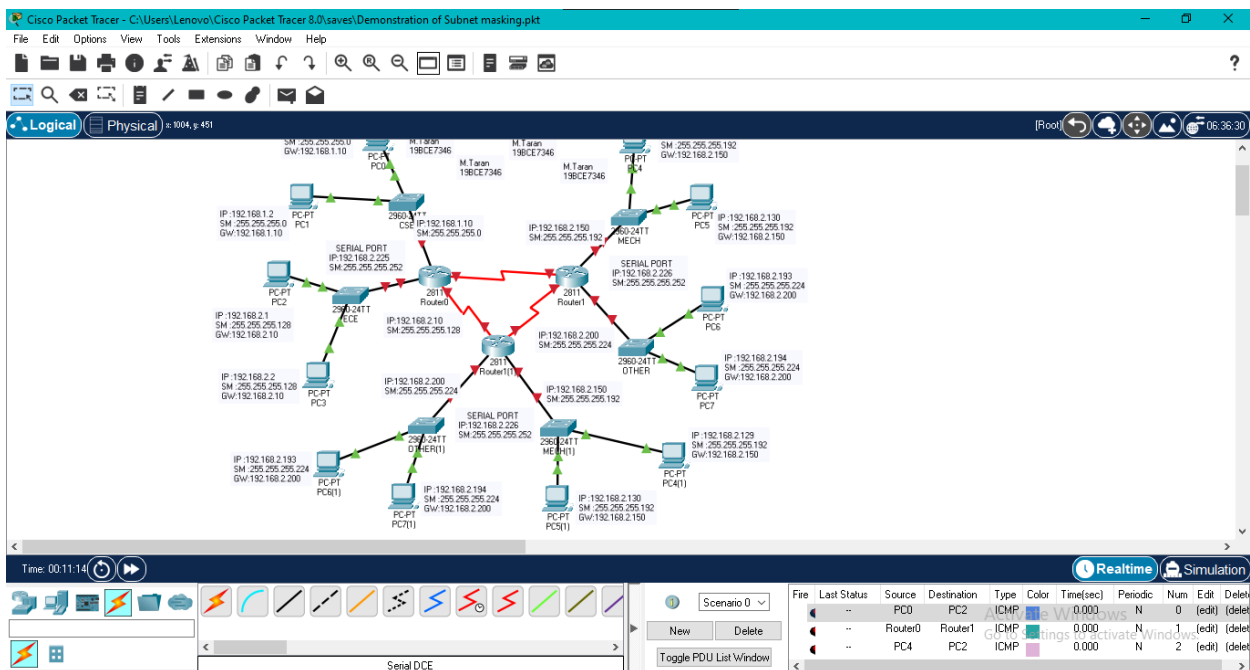 Cisco Packet Tracer - C:\Users\Lenovo\Cisco Packet Tracer 8.0\saves\Demonstration of Subnet masking.pkt
File Edit Options View Tools Extensions Window Help
?
Logical Physical x: 1004, y: 451
[Root] 06:36:30
SM :255.255.255.0
GW:192.168.1.10
PC0
M.Taran
19BCE7346
M.Taran
19BCE7346
M.Taran
19BCE7346
M.Taran
19BCE7346
PC-PT
PC4
SM :255.255.255.192
GW:192.168.2.150
IP :192.168.1.2
SM :255.255.255.0
GW:192.168.1.10
PC-PT
PC1
2960-24TT
CSE
IP:192.168.1.10
SM:255.255.255.0
IP:192.168.2.150
SM:255.255.255.192
2960-24TT
MECH
PC-PT
PC5
IP :192.168.2.130
SM :255.255.255.192
GW:192.168.2.150
SERIAL PORT
IP:192.168.2.225
SM:255.255.255.252
SERIAL PORT
IP:192.168.2.226
SM:255.255.255.252
PC-PT
PC2
2960-24TT
ECE
2811
Router0
2811
Router1
IP :192.168.2.193
SM :255.255.255.224
GW:192.168.2.200
PC-PT
PC6
IP :192.168.2.1
SM :255.255.255.128
GW:192.168.2.10
IP:192.168.2.10
SM:255.255.255.128
IP:192.168.2.200
SM:255.255.255.224
2811
Router1(1)
2960-24TT
OTHER
IP :192.168.2.194
SM :255.255.255.224
GW:192.168.2.200
PC-PT
PC7
IP :192.168.2.2
SM :255.255.255.128
GW:192.168.2.10
PC-PT
PC3
IP:192.168.2.200
SM:255.255.255.224
IP:192.168.2.150
SM:255.255.255.192
SERIAL PORT
IP:192.168.2.226
SM:255.255.255.252
2960-24TT
OTHER(1)
2960-24TT
MECH(1)
IP :192.168.2.129
SM :255.255.255.192
GW:192.168.2.150
PC-PT
PC4(1)
IP :192.168.2.193
SM :255.255.255.224
GW:192.168.2.200
PC-PT
PC6(1)
IP :192.168.2.194
SM :255.255.255.224
GW:192.168.2.200
PC-PT
PC7(1)
IP :192.168.2.130
SM :255.255.255.192
GW:192.168.2.150
PC-PT
PC5(1)
Time: 00:11:14
Realtime Simulation
Scenario 0
New Delete
Toggle PDU List Window
Serial DCE
Fire Last Status Source Destination Type Color Time(sec) Periodic Num Edit Delet
-- PC0 PC2 ICMP 0.000 N 0 (edit) (delet
-- Router0 Router1 ICMP 0.000 N 1 (edit) (delet
-- PC4 PC2 ICMP 0.000 N 2 (edit) (delet
Activate Windows
Go to Settings to activate Windows.